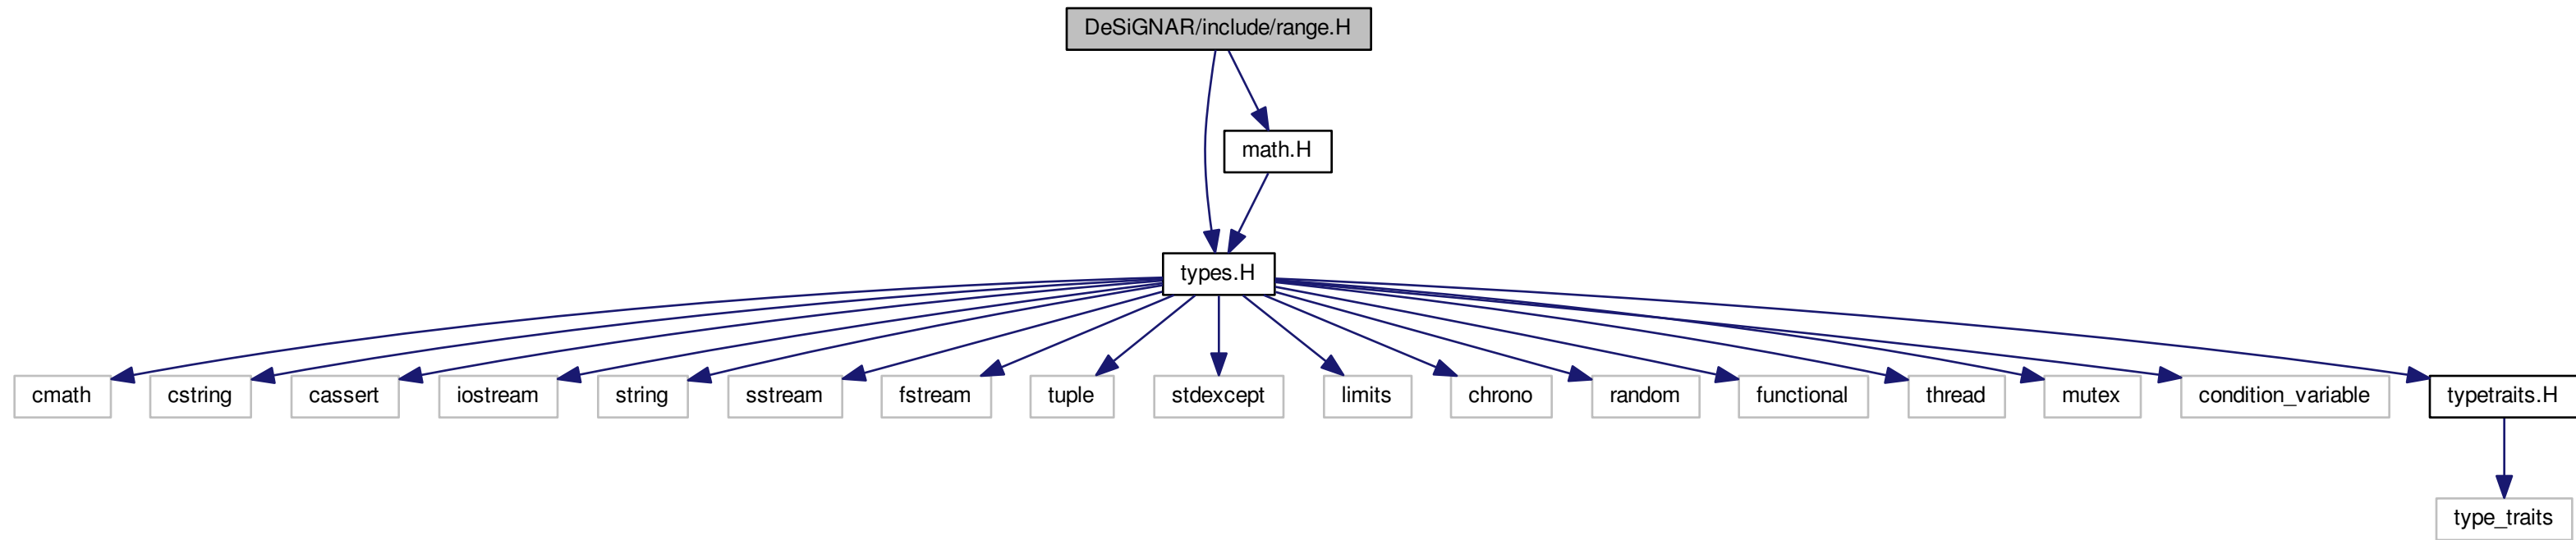 DeSiGNAR/include/range.H
math.H
types.H
cmath
cstring
cassert
iostream
string
sstream
fstream
tuple
stdexcept
limits
chrono
random
functional
thread
mutex
condition_variable
typetraits.H
type_traits